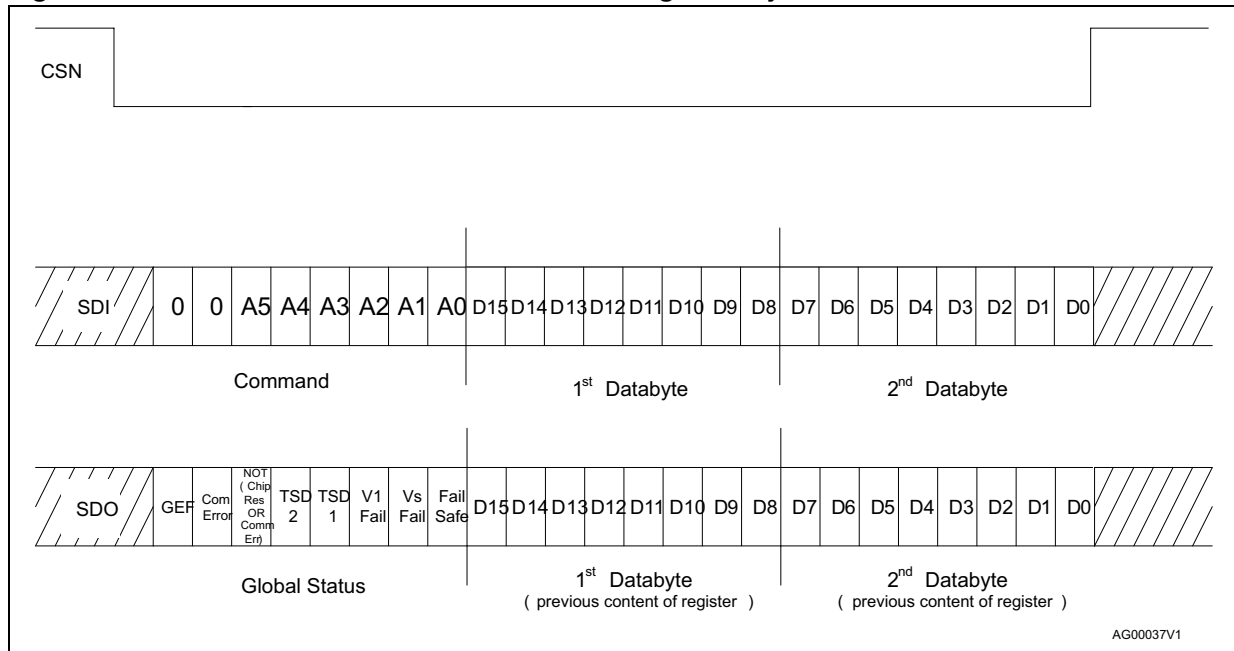 CSN
SDI 0 0 A5 A4 A3 A2 A1 A0 D15 D14 D13 D12 D11 D10 D9 D8 D7 D6 D5 D4 D3 D2 D1 D0
Command 1st Databyte 2nd Databyte
SDO GEF Com Error NOT ( Chip Res OR Comm Err) TSD 2 TSD 1 V1 Fail Vs Fail Fail Safe D15 D14 D13 D12 D11 D10 D9 D8 D7 D6 D5 D4 D3 D2 D1 D0
Global Status 1st Databyte 2nd Databyte
( previous content of register ) ( previous content of register )
AG00037V1